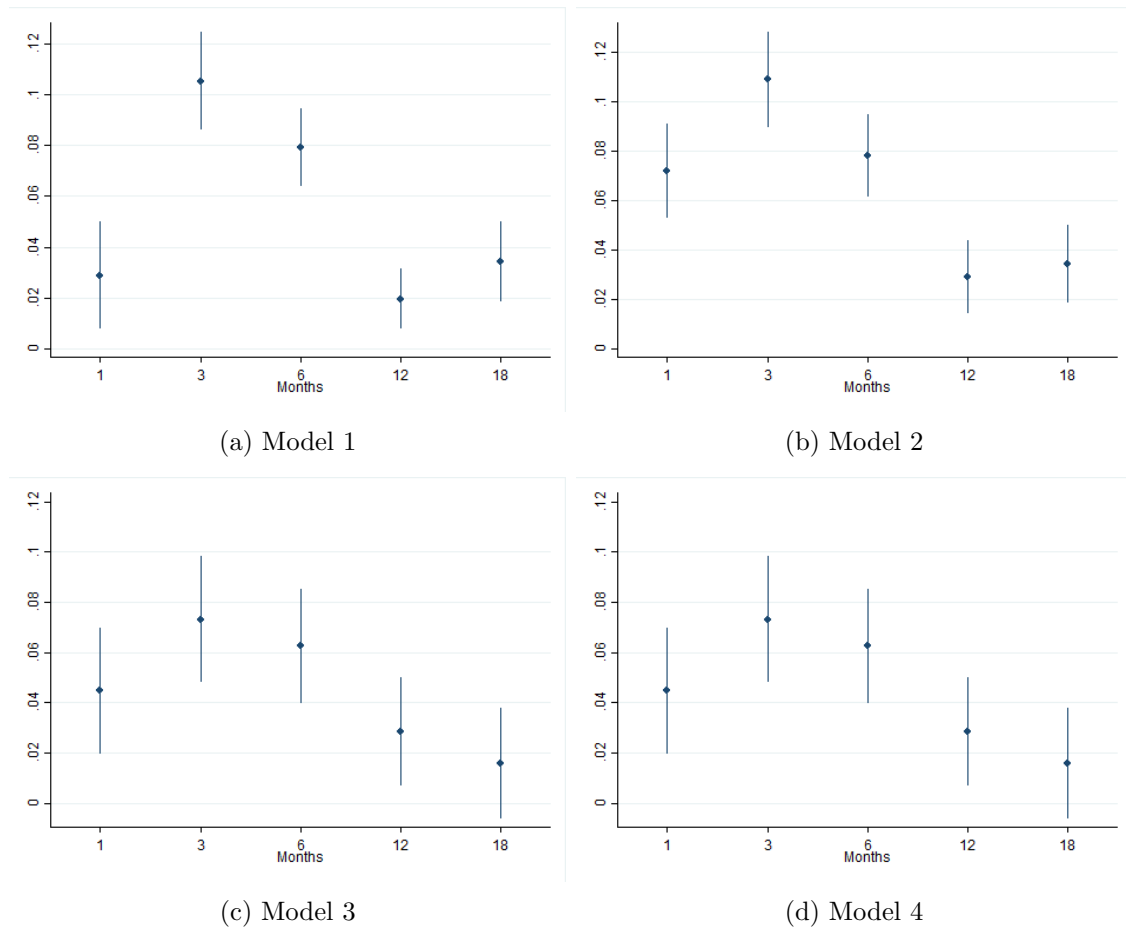 .12
.1
.08
.06
.04
.02
0
1 3 6 12 18
Months
(a) Model 1
.12
.1
.08
.06
.04
.02
0
1 3 6 12 18
Months
(b) Model 2
.12
.1
.08
.06
.04
.02
0
1 3 6 12 18
Months
(c) Model 3
.12
.1
.08
.06
.04
.02
0
1 3 6 12 18
Months
(d) Model 4